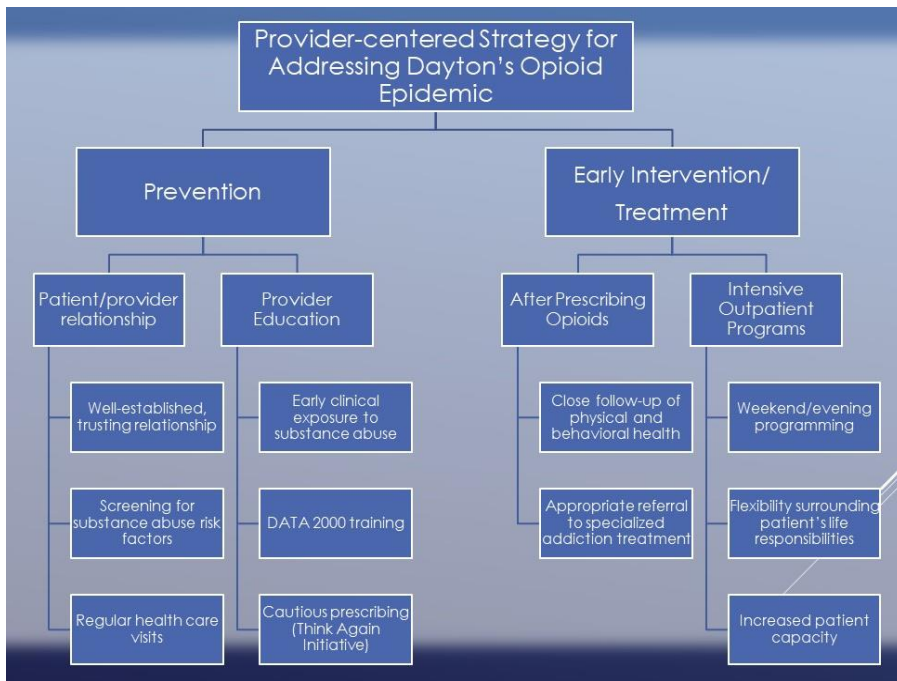 Provider-centered Strategy for
Addressing Dayton's Opioid
Epidemic
Prevention
Early Intervention/
Treatment
Patient/provider
relationship
Provider
Education
After Prescribing
Opioids
Intensive
Outpatient
Programs
Well-established,
trusting relationship
Screening for
substance abuse risk
factors
Regular health care
visits
Early clinical
exposure to
substance abuse
DATA 2000 training
Cautious prescribing
(Think Again
Initiative)
Close follow-up of
physical and
behavioral health
Appropriate referral
to specialized
addiction treatment
Weekend/evening
programming
Flexibility surrounding
patient's life
responsibilities
Increased patient
capacity